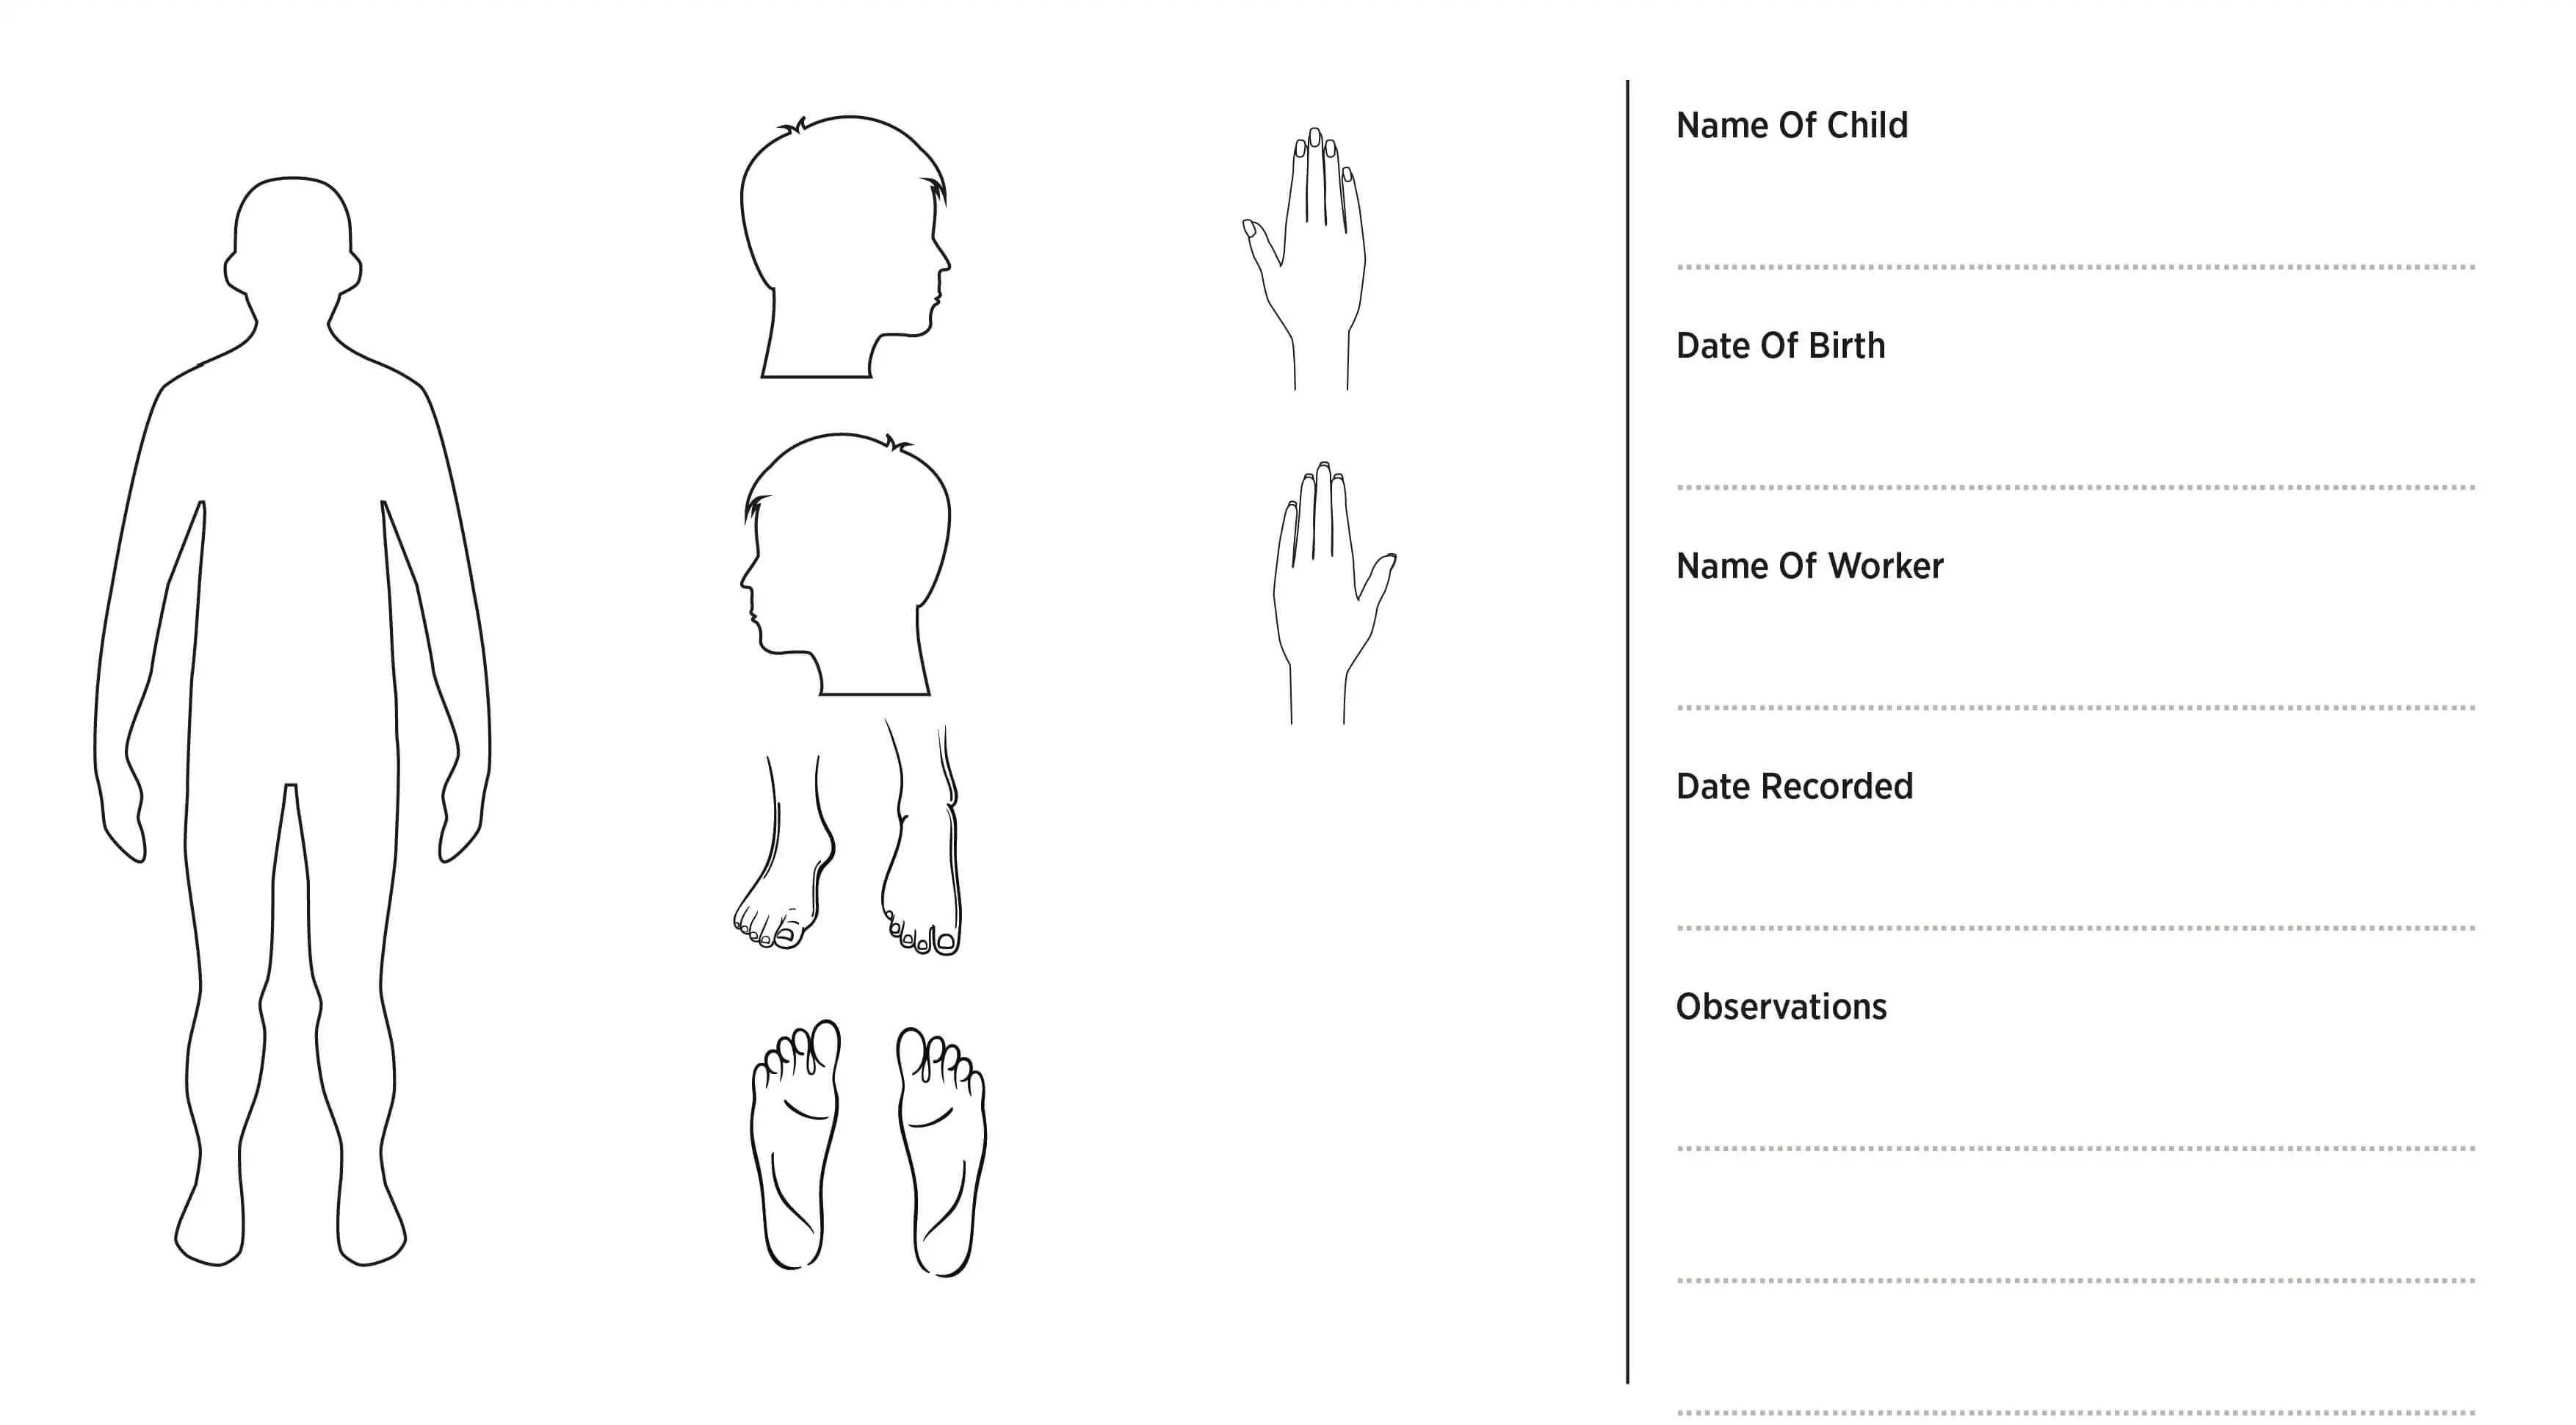 Name Of Child
Date Of Birth
Name Of Worker
Date Recorded
Observations